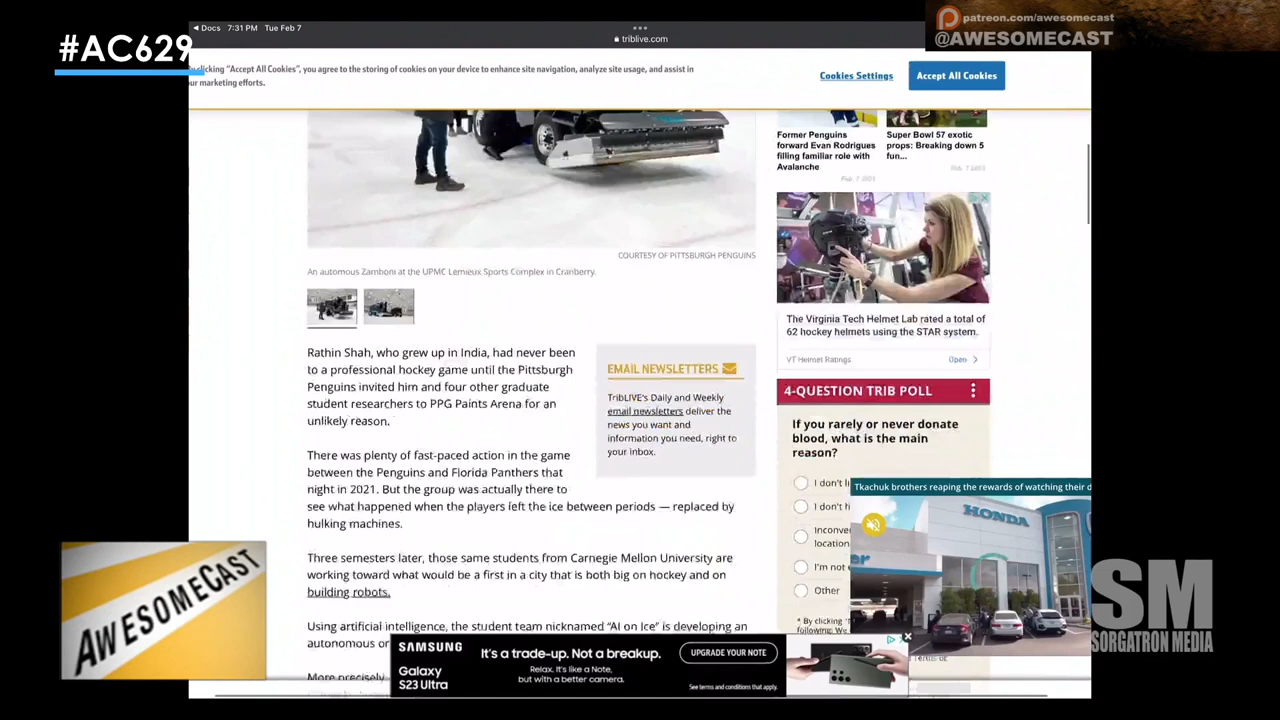 #AC629
Docs 7:31 PM Tue Feb 7
triblive.com
patreon.com/awesomecast
@AWESOMECAST
clicking “Accept All Cookies”, you agree to the storing of cookies on your device to enhance site navigation, analyze site usage, and assist in
our marketing efforts.
Cookies Settings
Accept All Cookies
COURTESY OF PITTSBURGH PENGUINS
An automous Zamboni at the UPMC Lemieux Sports Complex in Cranberry.
Rathin Shah, who grew up in India, had never been
to a professional hockey game until the Pittsburgh
Penguins invited him and four other graduate
student researchers to PPG Paints Arena for an
unlikely reason.
There was plenty of fast-paced action in the game
between the Penguins and Florida Panthers that
night in 2021. But the group was actually there to
see what happened when the players left the ice between periods — replaced by
hulking machines.
Three semesters later, those same students from Carnegie Mellon University are
working toward what would be a first in a city that is both big on hockey and on
building robots.
Using artificial intelligence, the student team nicknamed “AI on Ice” is developing an
autonomous or
More precisely
EMAIL NEWSLETTERS
TribLIVE's Daily and Weekly
email newsletters deliver the
news you want and
information you need, right to
your inbox.
Former Penguins
forward Evan Rodrigues
filling familiar role with
Avalanche
Super Bowl 57 exotic
props: Breaking down 5
fun...
The Virginia Tech Helmet Lab rated a total of
62 hockey helmets using the STAR system.
VT Helmet Ratings
Open
4-QUESTION TRIB POLL
If you rarely or never donate
blood, what is the main
reason?
I don't li
I don't h
Inconve
location
I'm not
Other
* By clicking
following: We
Tkachuk brothers reaping the rewards of watching their d
HONDA
SAMSUNG
Galaxy
S23 Ultra
It's a trade-up. Not a breakup.
Relax. It's like a Note,
but with a better camera.
UPGRADE YOUR NOTE
See terms and conditions that apply.
AWESOMECAST
SM
SORGATRON MEDIA